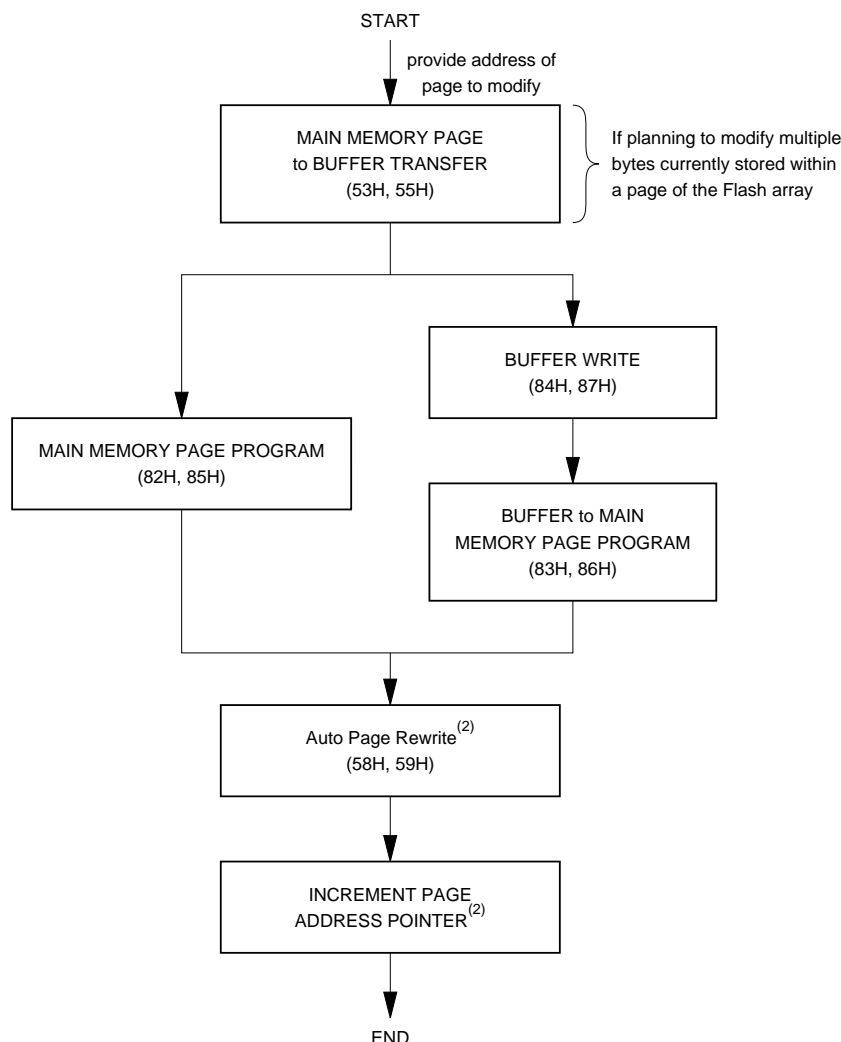 START
provide address of
page to modify
MAIN MEMORY PAGE
to BUFFER TRANSFER
(53H, 55H)
If planning to modify multiple
bytes currently stored within
a page of the Flash array
BUFFER WRITE
(84H, 87H)
MAIN MEMORY PAGE PROGRAM
(82H, 85H)
BUFFER to MAIN
MEMORY PAGE PROGRAM
(83H, 86H)
Auto Page Rewrite(2)
(58H, 59H)
INCREMENT PAGE
ADDRESS POINTER(2)
END